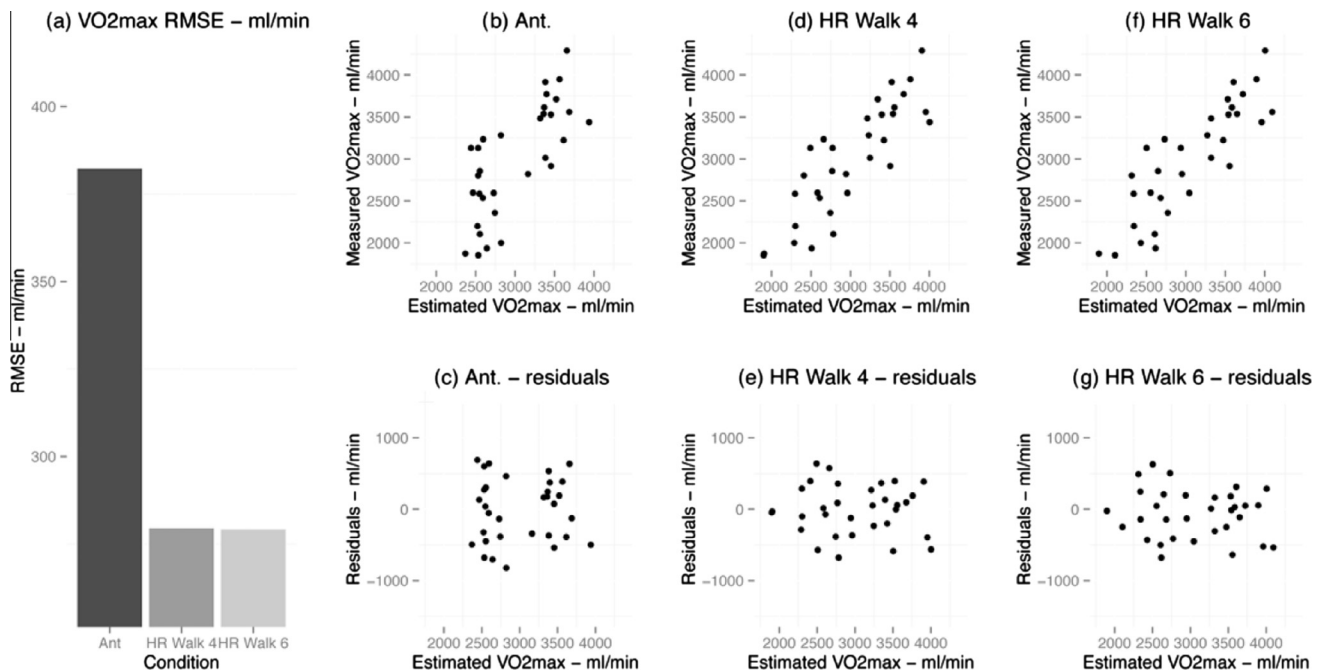 (a) VO2max RMSE – ml/min
RMSE – ml/min
400
350
300
Ant
HR Walk 4
HR Walk 6
Condition
(b) Ant.
Measured VO2max – ml/min
4000
3500
3000
2500
2000
2000 2500 3000 3500 4000
Estimated VO2max – ml/min
(d) HR Walk 4
Measured VO2max – ml/min
4000
3500
3000
2500
2000
2000 2500 3000 3500 4000
Estimated VO2max – ml/min
(f) HR Walk 6
Measured VO2max – ml/min
4000
3500
3000
2500
2000
2000 2500 3000 3500 4000
Estimated VO2max – ml/min
(c) Ant. – residuals
Residuals – ml/min
1000
0
−1000
2000 2500 3000 3500 4000
Estimated VO2max – ml/min
(e) HR Walk 4 – residuals
Residuals – ml/min
1000
0
−1000
2000 2500 3000 3500 4000
Estimated VO2max – ml/min
(g) HR Walk 6 – residuals
Residuals – ml/min
1000
0
−1000
2000 2500 3000 3500 4000
Estimated VO2max – ml/min